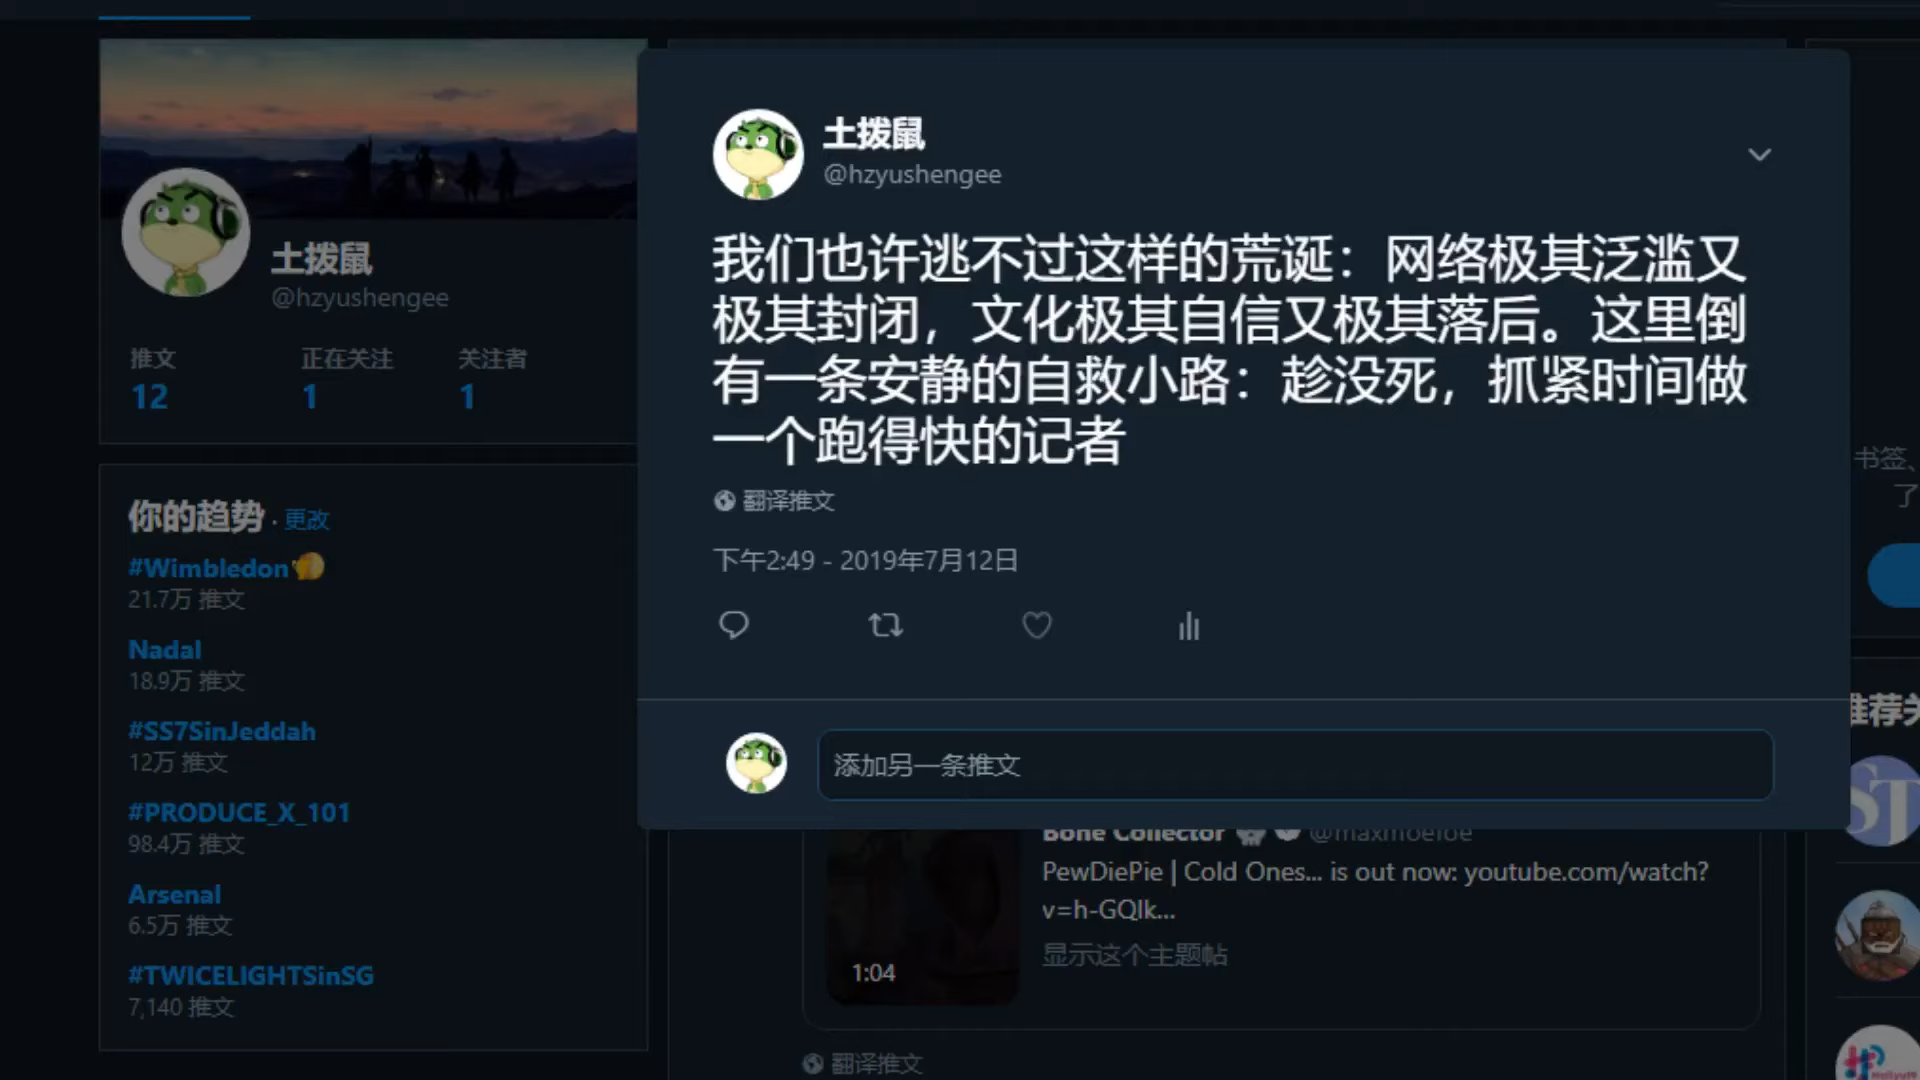 土拨鼠
@hzyushengee
推文
正在关注
关注者
12
1
1
你的趋势 · 更改
#Wimbledon
21.7万 推文
Nadal
18.9万 推文
#SS7SinJeddah
12万 推文
#PRODUCE_X_101
98.4万 推文
Arsenal
6.5万 推文
#TWICELIGHTSinSG
7,140 推文
土拨鼠
@hzyushengee
我们也许逃不过这样的荒诞：网络极其泛滥又
极其封闭，文化极其自信又极其落后。这里倒
有一条安静的自救小路：趁没死，抓紧时间做
一个跑得快的记者
翻译推文
下午2:49 - 2019年7月12日
添加另一条推文
Bone Collector @maxmoefoe
PewDiePie | Cold Ones... is out now: youtube.com/watch?
v=h-GQlk...
显示这个主题帖
1:04
翻译推文
书签、
了
推荐关
ST